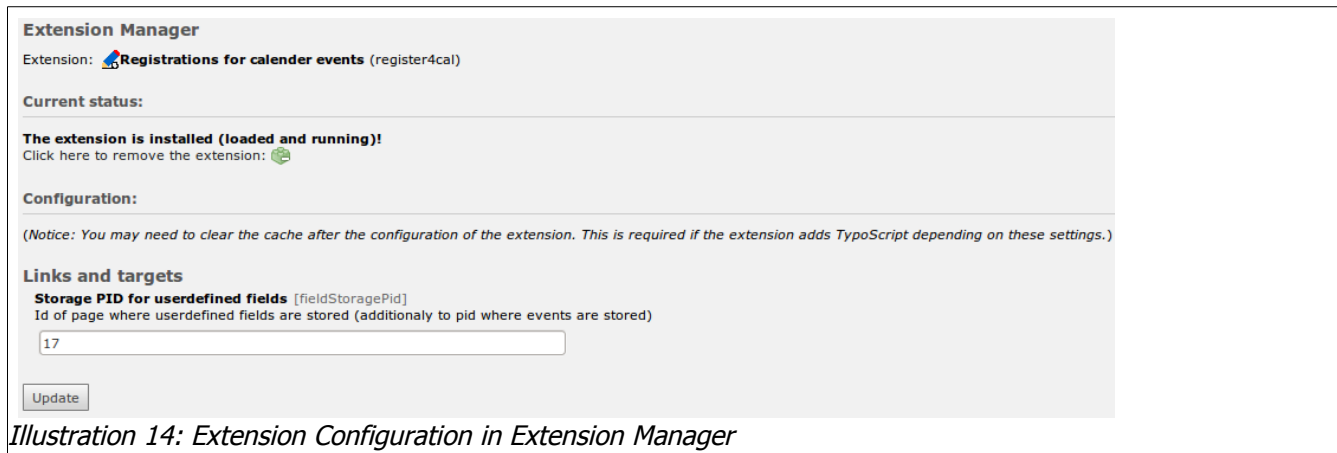 Extension Manager
Extension: Registrations for calender events (register4cal)
Current status:
The extension is installed (loaded and running)!
Click here to remove the extension:
Configuration:
(Notice: You may need to clear the cache after the configuration of the extension. This is required if the extension adds TypoScript depending on these settings.)
Links and targets
Storage PID for userdefined fields [fieldStoragePid]
Id of page where userdefined fields are stored (additionaly to pid where events are stored)
17
Update
Illustration 14: Extension Configuration in Extension Manager